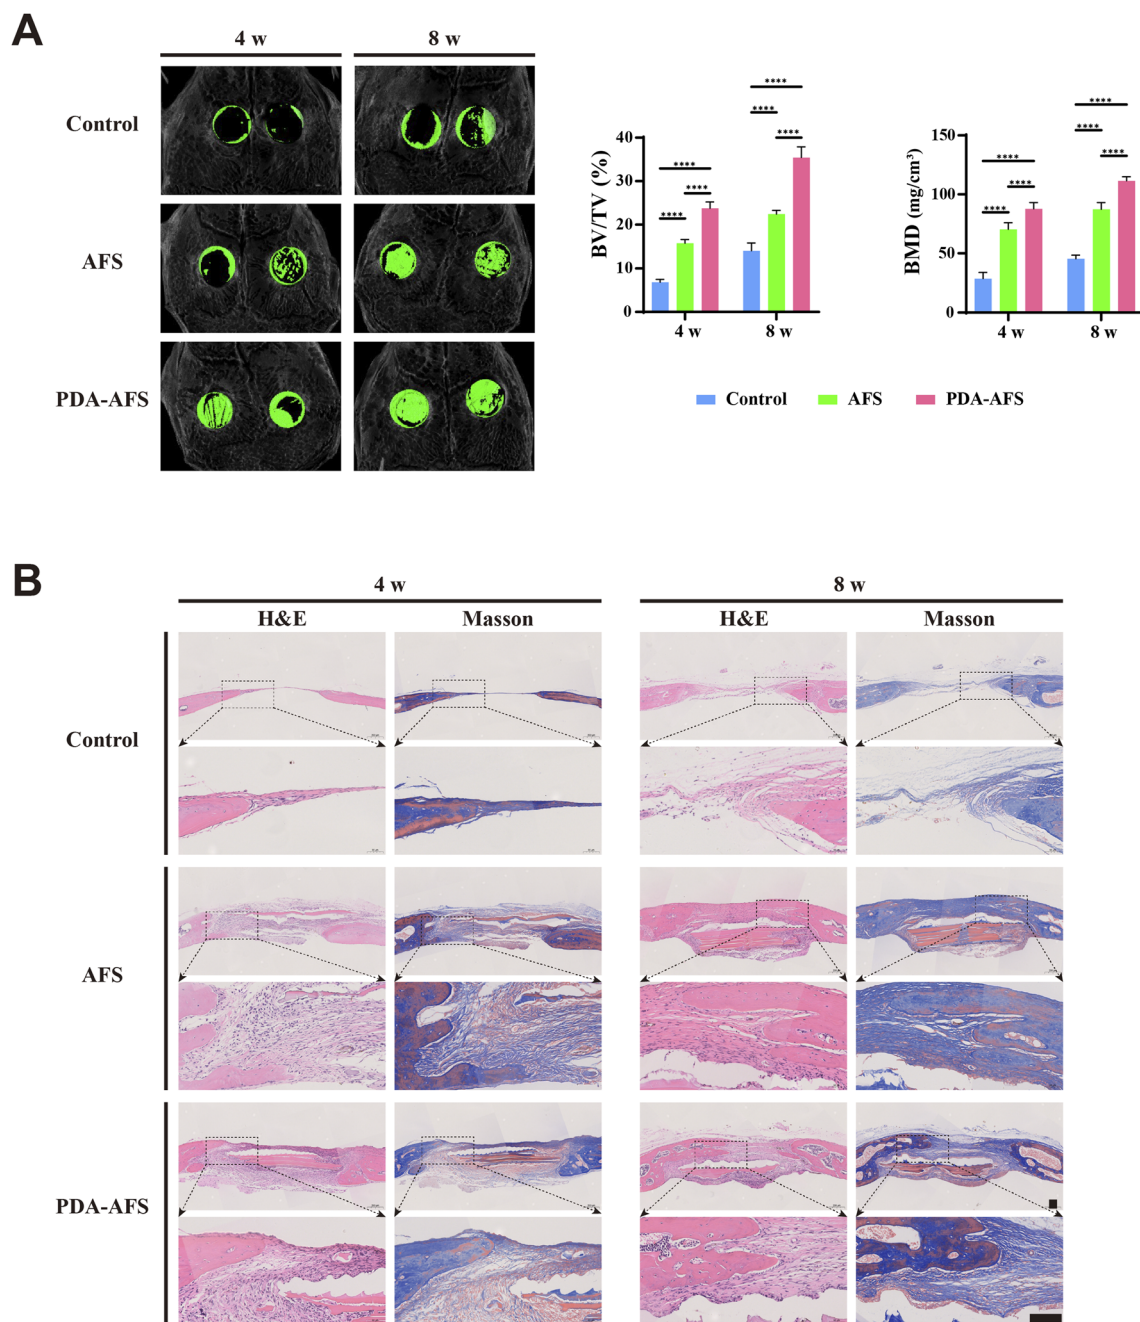 A
4 w 8 w
Control
AFS
PDA-AFS
BV/TV (%)
40
30
20
10
0
**** **** ****
**** **** ****
4 w 8 w
BMD (mg/cm³)
150
100
50
0
**** **** ****
**** **** ****
4 w 8 w
Control AFS PDA-AFS
B
4 w 8 w
H&E Masson H&E Masson
Control
AFS
PDA-AFS